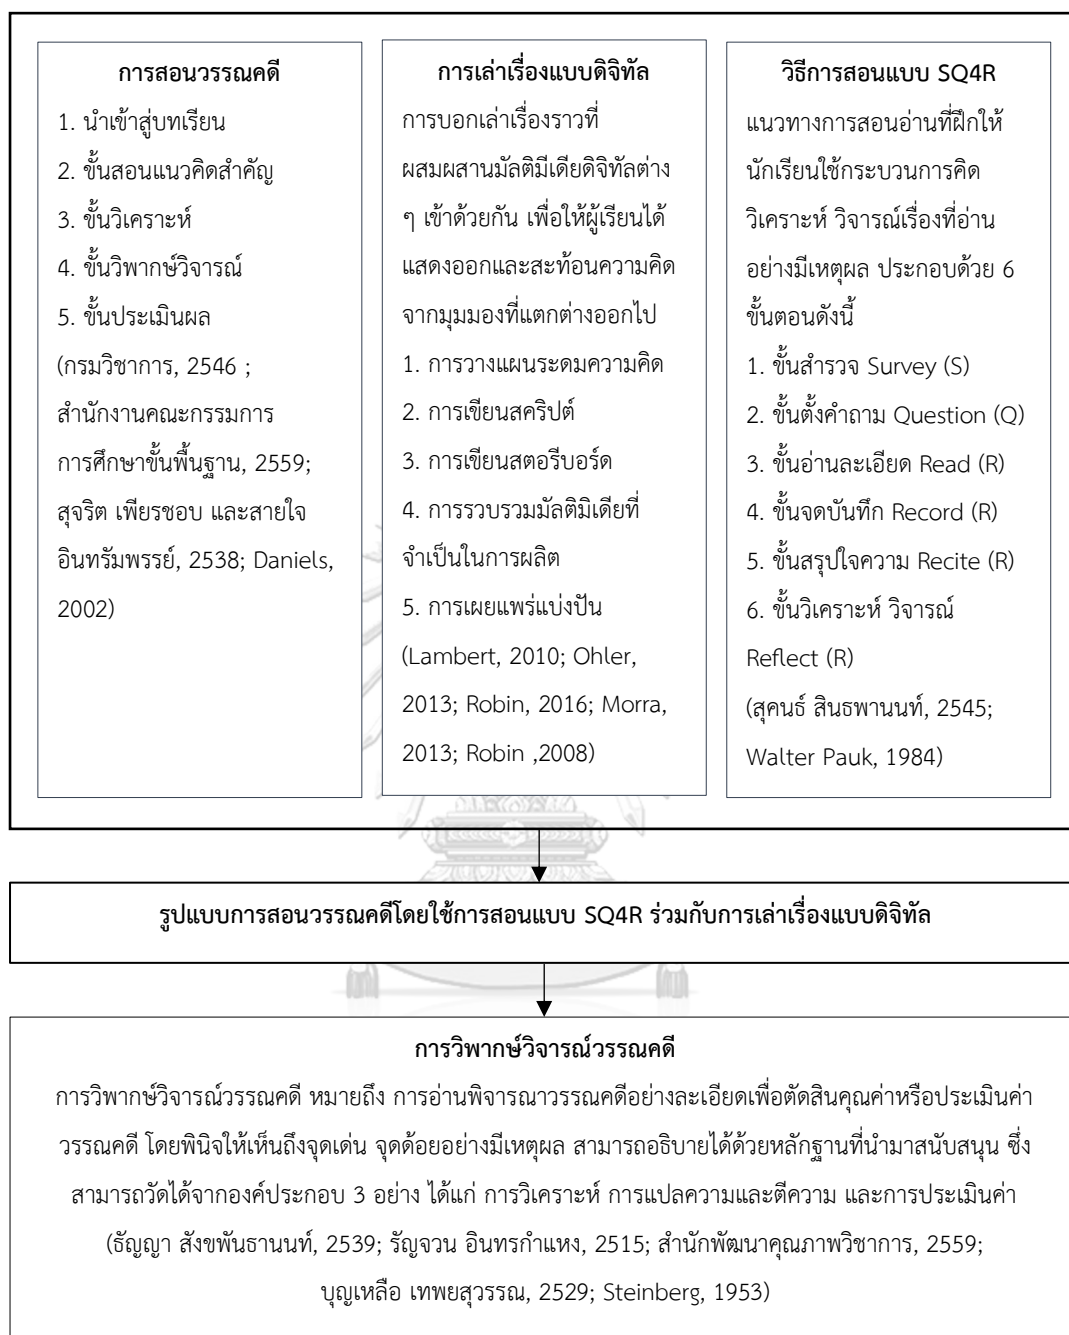 การสอนวรรณคดี
1. นำเข้าสู่บทเรียน
2. ขั้นสอนแนวคิดสำคัญ
3. ขั้นวิเคราะห์
4. ขั้นวิพากษ์วิจารณ์
5. ขั้นประเมินผล
(กรมวิชาการ, 2546 ;
สำนักงานคณะกรรมการ
การศึกษาขั้นพื้นฐาน, 2559;
สุจริต เพียรชอบ และสายใจ
อินทรัมพรรย์, 2538; Daniels,
2002)
การเล่าเรื่องแบบดิจิทัล
การบอกเล่าเรื่องราวที่
ผสมผสานมัลติมีเดียดิจิทัลต่าง
ๆ เข้าด้วยกัน เพื่อให้ผู้เรียนได้
แสดงออกและสะท้อนความคิด
จากมุมมองที่แตกต่างออกไป
1. การวางแผนระดมความคิด
2. การเขียนสคริปต์
3. การเขียนสตอรีบอร์ด
4. การรวบรวมมัลติมิเดียที่
จำเป็นในการผลิต
5. การเผยแพร่แบ่งปัน
(Lambert, 2010; Ohler,
2013; Robin, 2016; Morra,
2013; Robin ,2008)
วิธีการสอนแบบ SQ4R
แนวทางการสอนอ่านที่ฝึกให้
นักเรียนใช้กระบวนการคิด
วิเคราะห์ วิจารณ์เรื่องที่อ่าน
อย่างมีเหตุผล ประกอบด้วย 6
ขั้นตอนดังนี้
1. ขั้นสำรวจ Survey (S)
2. ขั้นตั้งคำถาม Question (Q)
3. ขั้นอ่านละเอียด Read (R)
4. ขั้นจดบันทึก Record (R)
5. ขั้นสรุปใจความ Recite (R)
6. ขั้นวิเคราะห์ วิจารณ์
Reflect (R)
(สุคนธ์ สินธพานนท์, 2545;
Walter Pauk, 1984)
รูปแบบการสอนวรรณคดีโดยใช้การสอนแบบ SQ4R ร่วมกับการเล่าเรื่องแบบดิจิทัล
การวิพากษ์วิจารณ์วรรณคดี
การวิพากษ์วิจารณ์วรรณคดี หมายถึง การอ่านพิจารณาวรรณคดีอย่างละเอียดเพื่อตัดสินคุณค่าหรือประเมินค่า
วรรณคดี โดยพินิจให้เห็นถึงจุดเด่น จุดด้อยอย่างมีเหตุผล สามารถอธิบายได้ด้วยหลักฐานที่นำมาสนับสนุน ซึ่ง
สามารถวัดได้จากองค์ประกอบ 3 อย่าง ได้แก่ การวิเคราะห์ การแปลความและตีความ และการประเมินค่า
(ธัญญา สังขพันธานนท์, 2539; รัญจวน อินทรกำแหง, 2515; สำนักพัฒนาคุณภาพวิชาการ, 2559;
บุญเหลือ เทพยสุวรรณ, 2529; Steinberg, 1953)